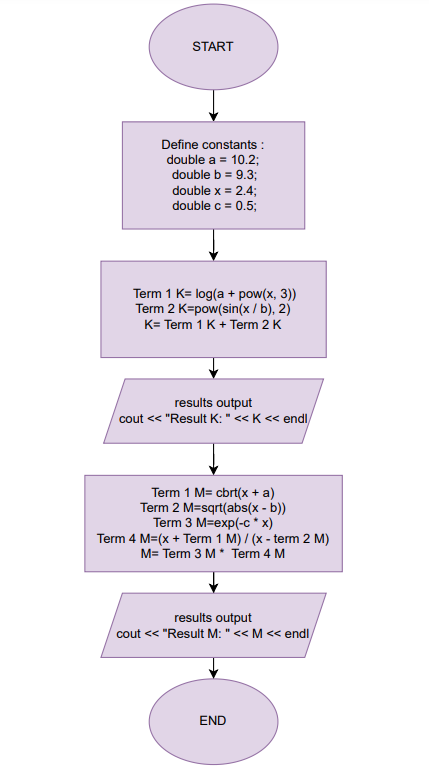 START
Define constants :
double a = 10.2;
double b = 9.3;
double x = 2.4;
double c = 0.5;
Term 1 K= log(a + pow(x, 3))
Term 2 K=pow(sin(x / b), 2)
K= Term 1 K + Term 2 K
results output
cout << "Result K: " << K << endl
Term 1 M= cbrt(x + a)
Term 2 M=sqrt(abs(x - b))
Term 3 M=exp(-c * x)
Term 4 M=(x + Term 1 M) / (x - term 2 M)
M= Term 3 M * Term 4 M
results output
cout << "Result M: " << M << endl
END